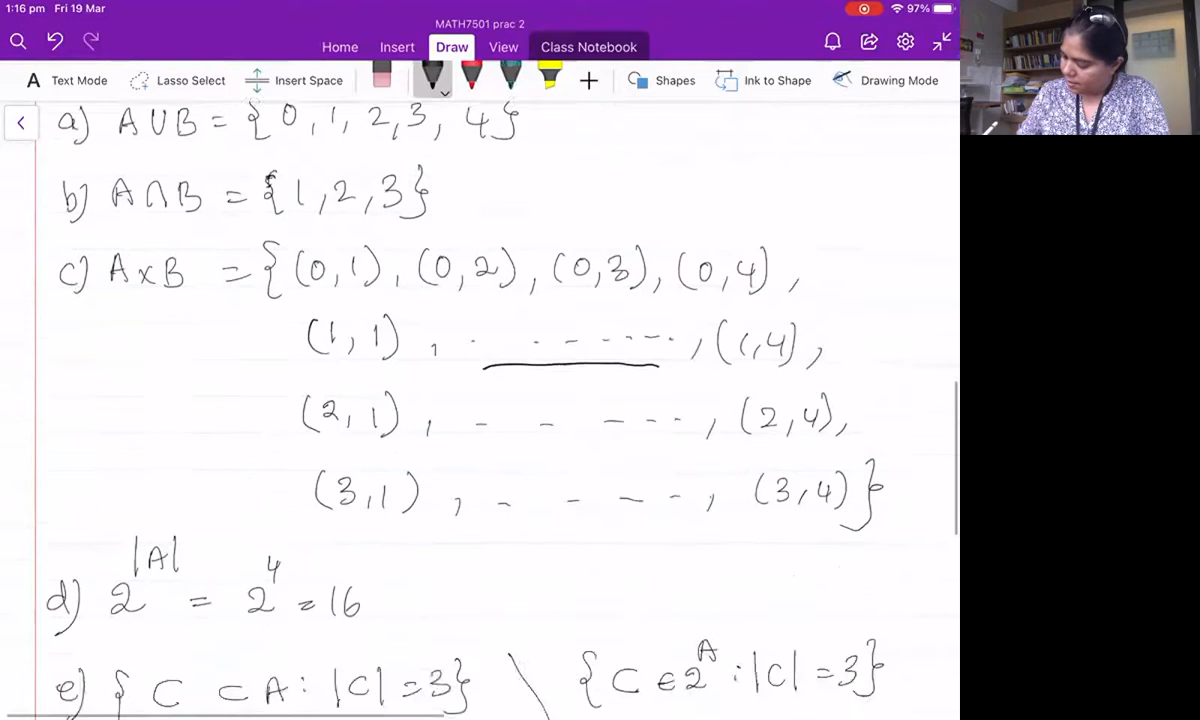 1:16 pm Fri 19 Mar
97%
MATH7501 prac 2
Home Insert Draw View Class Notebook
A Text Mode Lasso Select Insert Space Shapes Ink to Shape Drawing Mode
a) A∪B = {0, 1, 2, 3, 4}
b) A∩B = {1, 2, 3}
c) A×B = {(0,1), (0,2), (0,3), (0,4),
(1,1), . . - . . - - . , (1,4),
(2,1), - - - - - . , (2,4),
(3,1), - - - - . , (3,4)}
d) 2^|A| = 2^4 = 16
e) {C ⊂ A : |C| = 3} \ {C ∈ 2^A : |C| = 3}